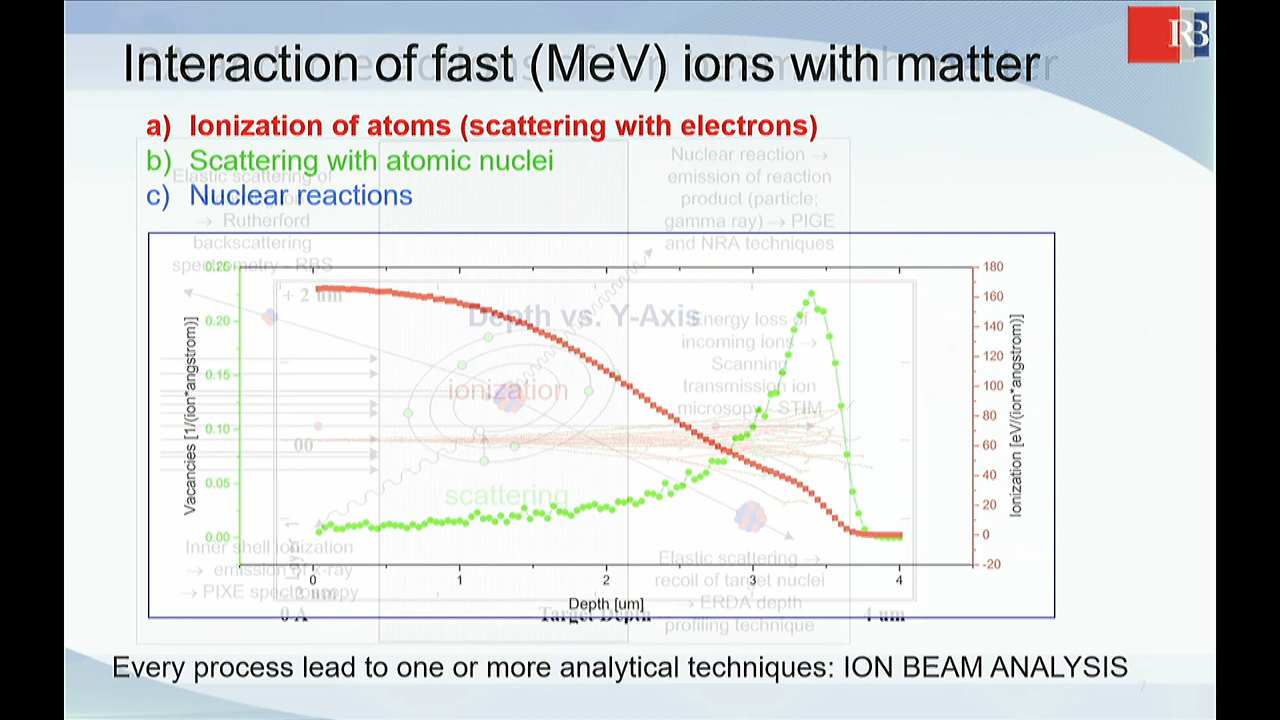 Interaction of fast (MeV) ions with matter
RB
a) Ionization of atoms (scattering with electrons)
b) Scattering with atomic nuclei
c) Nuclear reactions
Nuclear reaction →
emission of reaction
product (particle;
gamma ray) → PIGE
and NRA techniques
Elastic scattering of
→ Rutherford
backscattering
spectrometry - RBS
+ 2 um
Depth vs. Y-Axis
Energy loss of
incoming ions →
Scanning
transmission ion
microsopy - STIM
ionization
scattering
00
0.25
0.20
0.15
0.10
0.05
0.00
Vacancies [1/(ion*angstrom)]
180
160
140
120
100
80
60
40
20
0
-20
Ionization [eV/(ion*angstrom)]
Inner shell ionization
→ emission of x-ray
→ PIXE spectroscopy
Elastic scattering →
recoil of target nuclei
→ ERDA depth
profiling technique
0 1 2 3 4
Depth [um]
0 A Target Depth 4 um
Every process lead to one or more analytical techniques: ION BEAM ANALYSIS
7